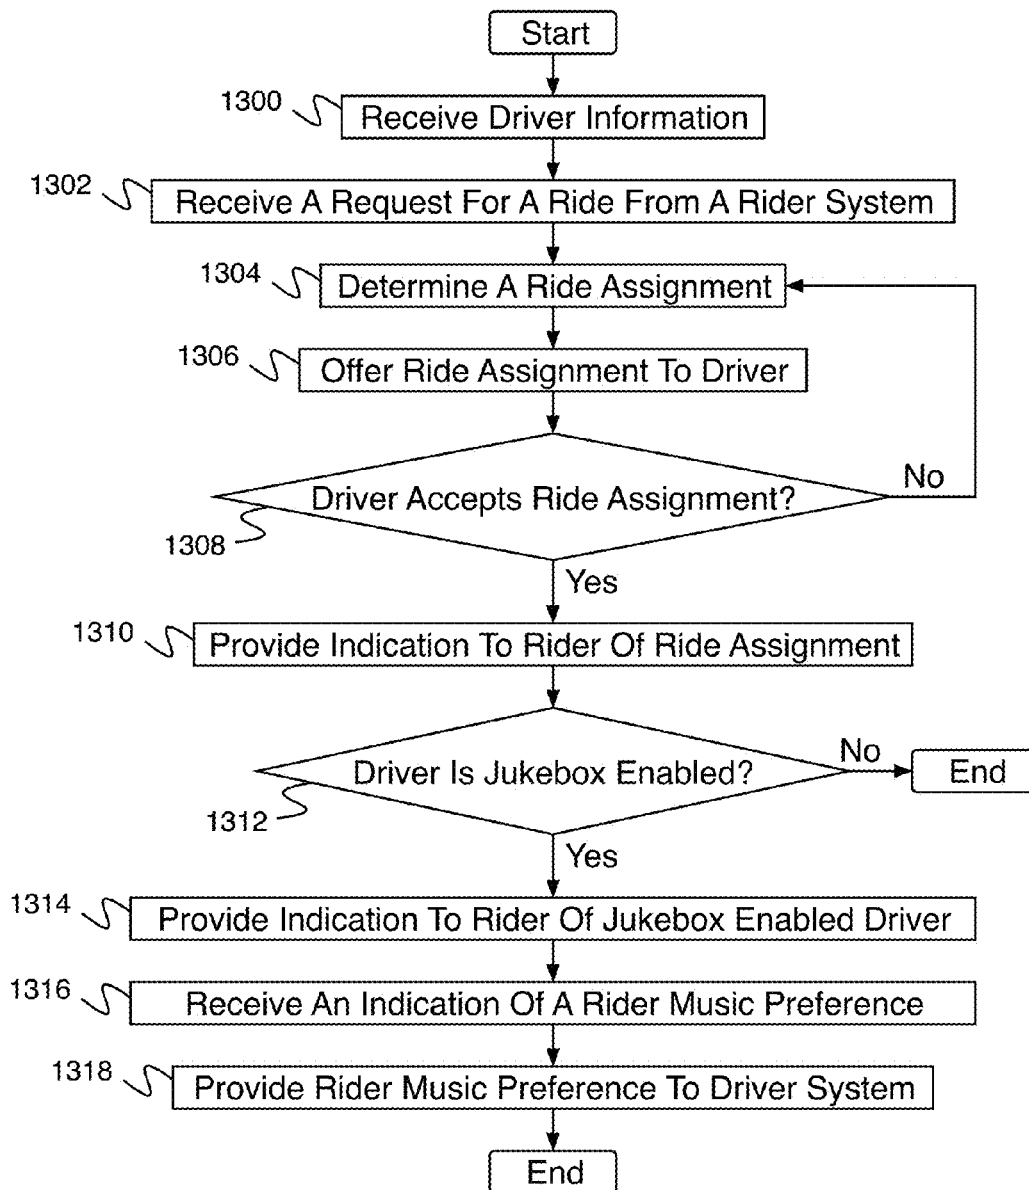 Start
1300
Receive Driver Information
1302
Receive A Request For A Ride From A Rider System
1304
Determine A Ride Assignment
1306
Offer Ride Assignment To Driver
Driver Accepts Ride Assignment?
No
1308
Yes
1310
Provide Indication To Rider Of Ride Assignment
Driver Is Jukebox Enabled?
No
End
1312
Yes
1314
Provide Indication To Rider Of Jukebox Enabled Driver
1316
Receive An Indication Of A Rider Music Preference
1318
Provide Rider Music Preference To Driver System
End